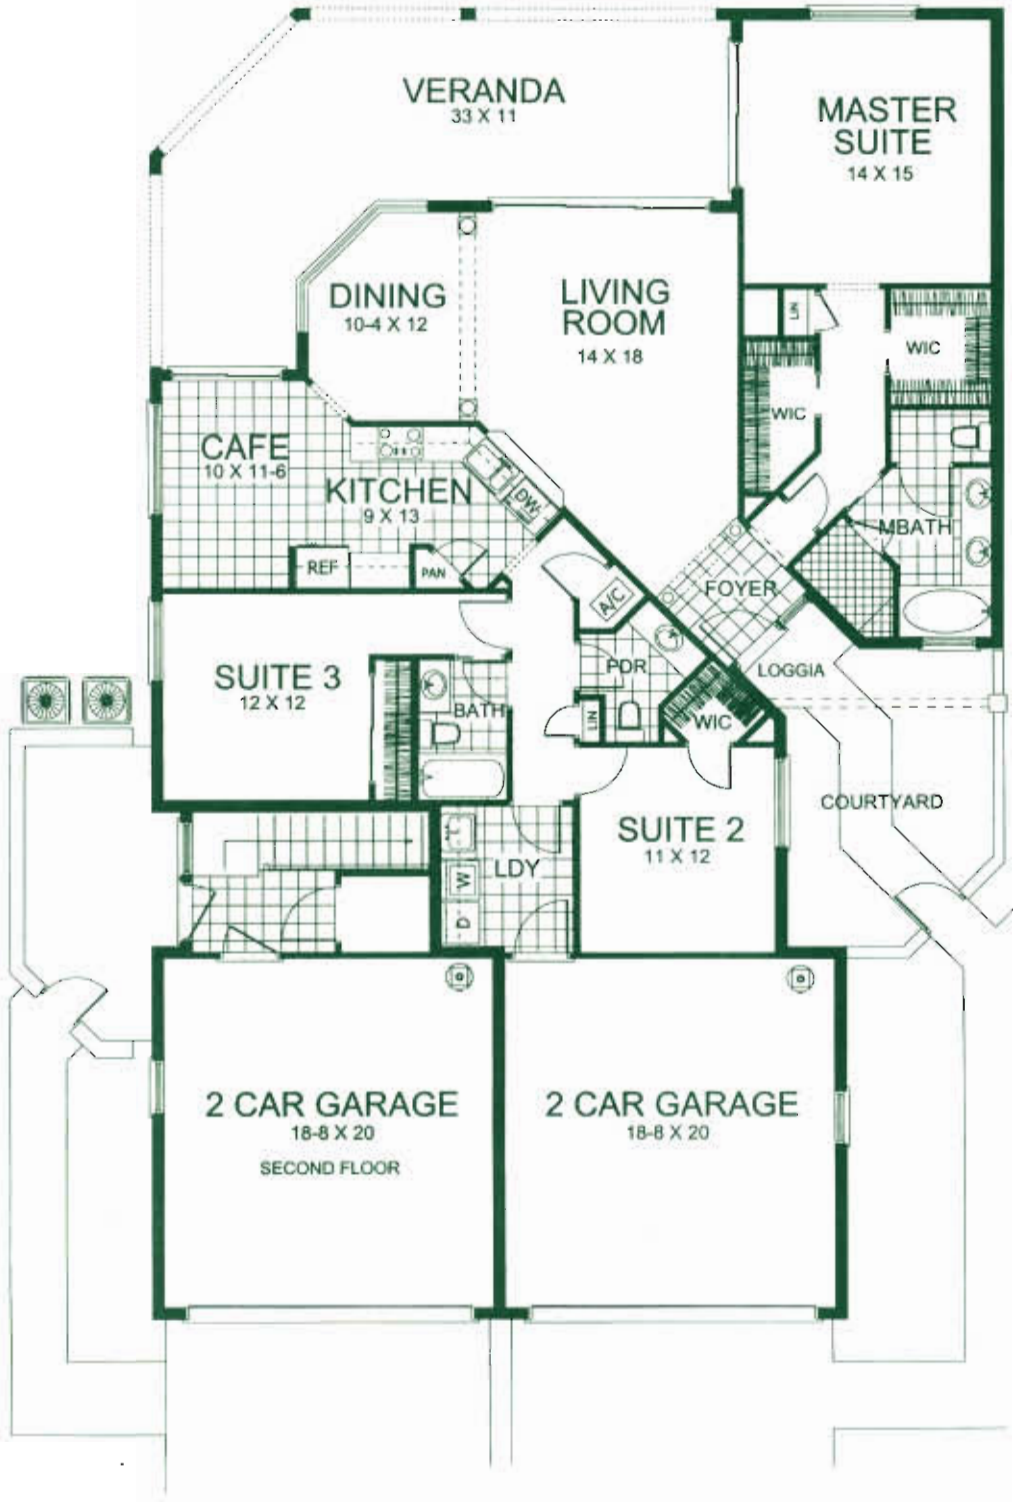 VERANDA
33 X 11
MASTER
SUITE
14 X 15
DINING
10-4 X 12
LIVING
ROOM
14 X 18
LIN
WIC
WIC
CAFE
10 X 11-6
KITCHEN
9 X 13
DW
MBATH
REF
PAN
A/C
FOYER
SUITE 3
12 X 12
BATH
PDR
LOGGIA
LIN
WIC
COURTYARD
SUITE 2
11 X 12
LDY
W
D
2 CAR GARAGE
18-8 X 20
SECOND FLOOR
2 CAR GARAGE
18-8 X 20